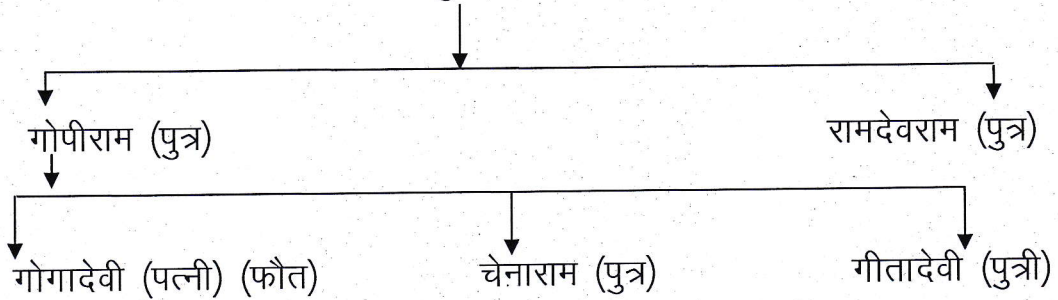 गोपीराम (पुत्र) रामदेवराम (पुत्र)
गोगादेवी (पत्नी) (फौत) चेनाराम (पुत्र) गीतादेवी (पुत्री)